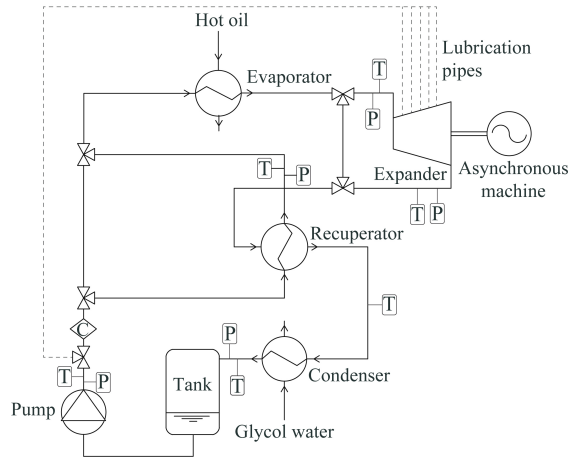 Hot oil
Evaporator
Lubrication
pipes
T
P
Expander
Asynchronous
machine
T
P
T
P
Recuperator
T
C
P
T
Tank
Condenser
T
P
Pump
Glycol water